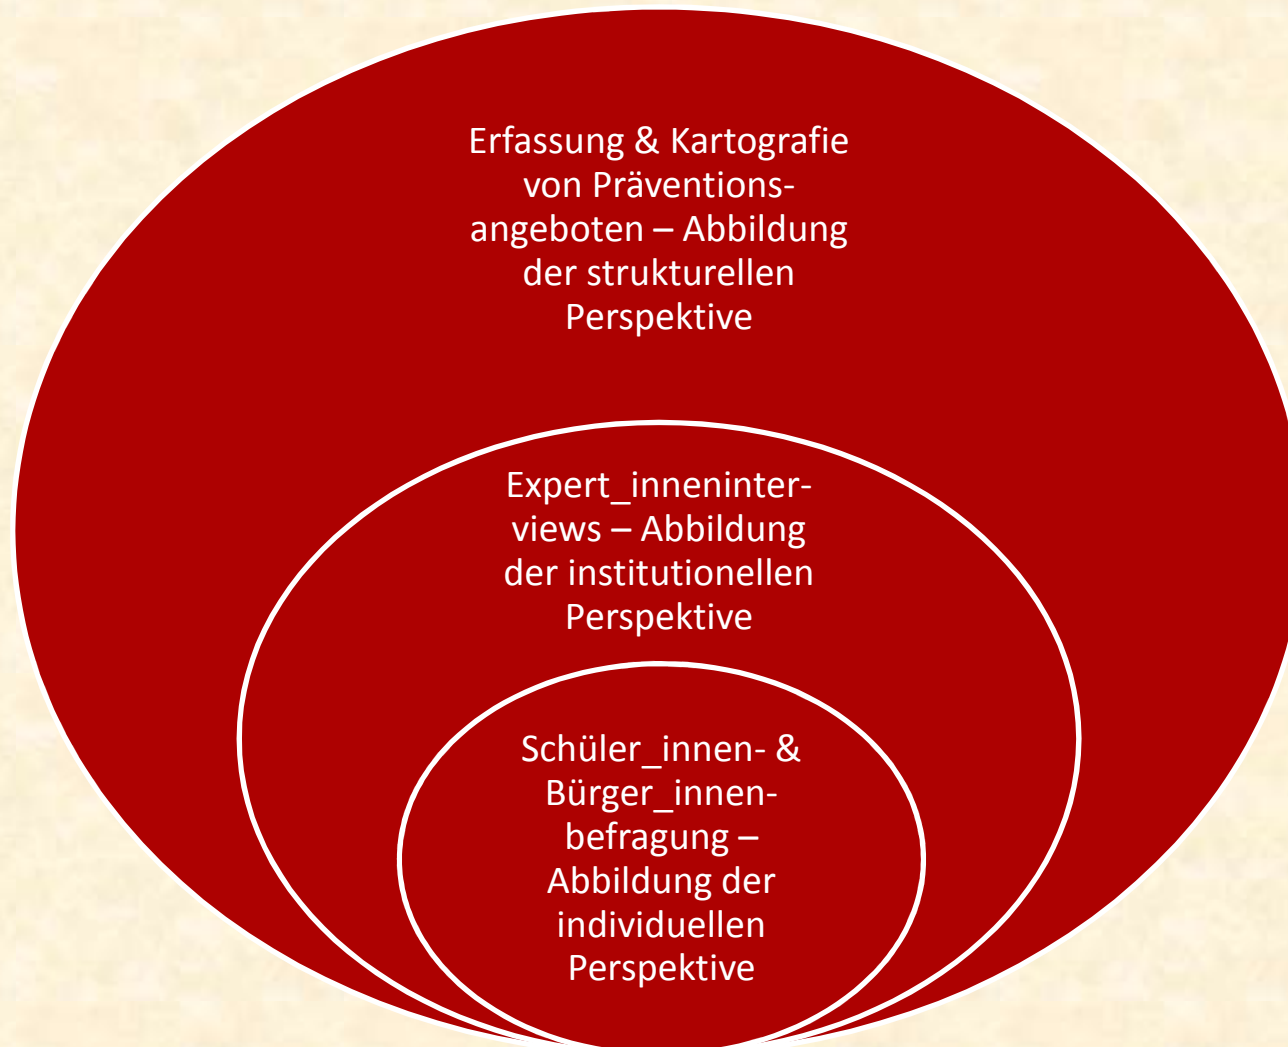 Erfassung & Kartografie
von Präventions-
angeboten – Abbildung
der strukturellen
Perspektive
Expert_inneninter-
views – Abbildung
der institutionellen
Perspektive
Schüler_innen- &
Bürger_innen-
befragung –
Abbildung der
individuellen
Perspektive